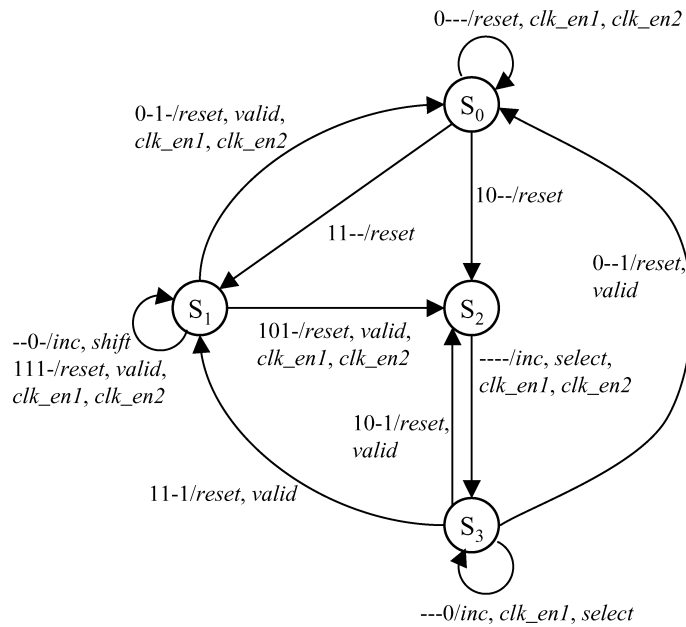 0---/reset, clk_en1, clk_en2
S0
0-1-/reset, valid,
clk_en1, clk_en2
10--/reset
11--/reset
0--1/reset,
valid
S1
S2
--0-/inc, shift
111-/reset, valid,
clk_en1, clk_en2
101-/reset, valid,
clk_en1, clk_en2
----/inc, select,
clk_en1, clk_en2
10-1/reset,
valid
11-1/reset, valid
S3
---0/inc, clk_en1, select